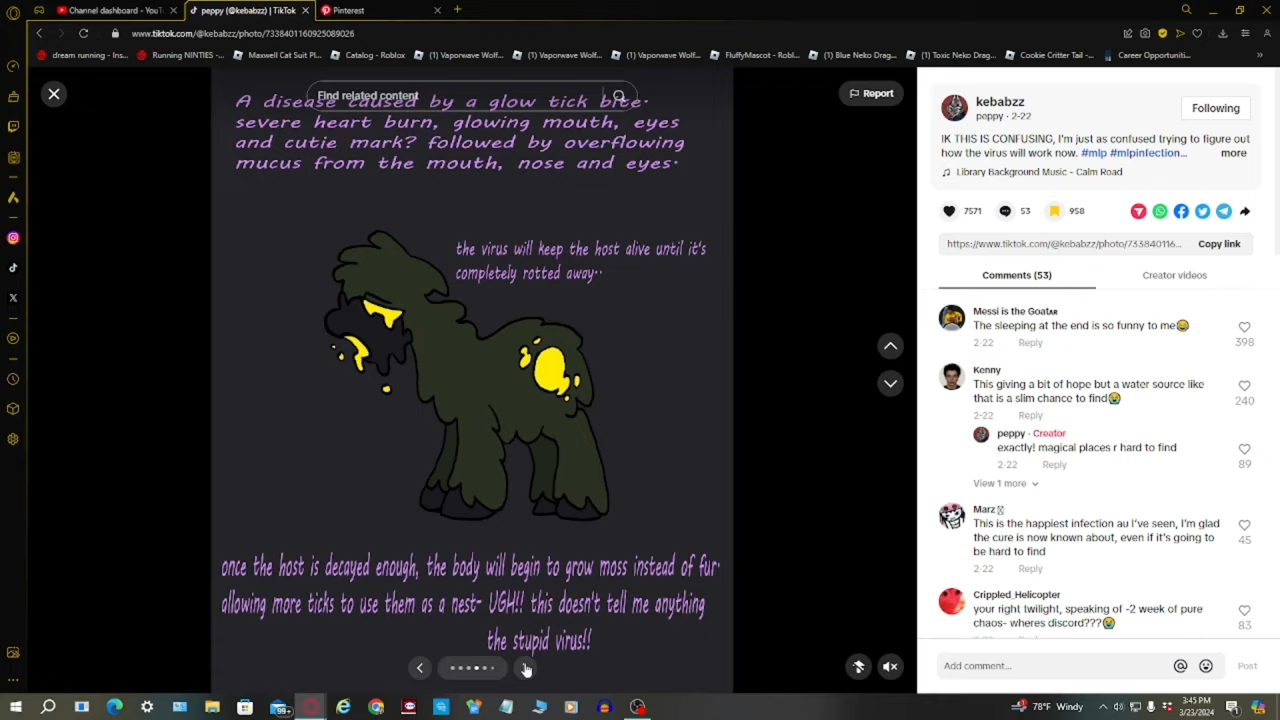 Channel dashboard - YouT
peppy (@kebabzz) | TikTok
Pinterest
www.tiktok.com/@kebabzz/photo/7338401160925089026
dream running - Ins...
Running NINTIES -...
Maxwell Cat Suit Pl...
Catalog - Roblox
(1) Vaporwave Wolf...
(1) Vaporwave Wolf...
(1) Vaporwave Wolf...
FluffyMascot - Robl...
(1) Blue Neko Drag...
(1) Toxic Neko Drag...
Cookie Critter Tail -...
Career Opportuniti...
Find related content
Report
A disease caused by a glow tick bite.
severe heart burn, glowing mouth, eyes
and cutie mark? followed by overflowing
mutus from the mouth, nose and eyes.
the virus will keep the host alive until it's
completely rotted away..
once the host is decayed enough, the body will begin to grow moss instead of fur.
allowing more ticks to use them as a nest- UGH!! this doesn't tell me anything
the stupid virus!!
kebabzz
peppy · 2-22
Following
IK THIS IS CONFUSING, I'm just as confused trying to figure out
how the virus will work now. #mlp #mlpinfection...
more
Library Background Music - Calm Road
7571
53
958
https://www.tiktok.com/@kebabzz/photo/733840116...
Copy link
Comments (53)
Creator videos
Messi is the Goat
The sleeping at the end is so funny to me😂
2-22 Reply
398
Kenny
This giving a bit of hope but a water source like
that is a slim chance to find😭
2-22 Reply
240
peppy · Creator
exactly! magical places r hard to find
2-22 Reply
89
View 1 more
Marz
This is the happiest infection au I've seen, I'm glad
the cure is now known about, even if it's going to
be hard to find
2-22 Reply
45
Crippled_Helicopter
your right twilight, speaking of -2 week of pure
chaos- wheres discord???😭
83
Add comment...
Post
99+
78°F Windy
3:45 PM
3/23/2024